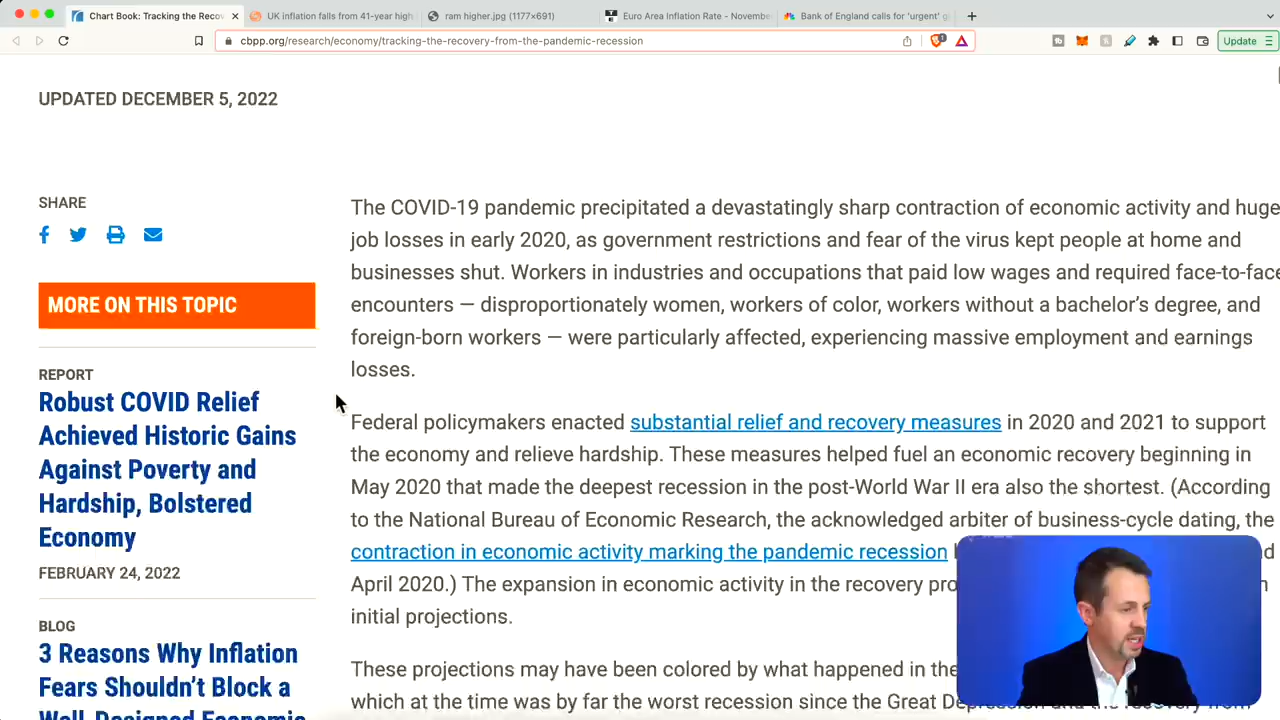 Chart Book: Tracking the Recov
UK inflation falls from 41-year high
ram higher.jpg (1177×691)
Euro Area Inflation Rate - Novembe
Bank of England calls for 'urgent' g
cbpp.org/research/economy/tracking-the-recovery-from-the-pandemic-recession
Update
UPDATED DECEMBER 5, 2022
SHARE
MORE ON THIS TOPIC
REPORT
Robust COVID Relief
Achieved Historic Gains
Against Poverty and
Hardship, Bolstered
Economy
FEBRUARY 24, 2022
BLOG
3 Reasons Why Inflation
Fears Shouldn't Block a
Well-Designed Economic
The COVID-19 pandemic precipitated a devastatingly sharp contraction of economic activity and huge
job losses in early 2020, as government restrictions and fear of the virus kept people at home and
businesses shut. Workers in industries and occupations that paid low wages and required face-to-face
encounters — disproportionately women, workers of color, workers without a bachelor's degree, and
foreign-born workers — were particularly affected, experiencing massive employment and earnings
losses.
Federal policymakers enacted substantial relief and recovery measures in 2020 and 2021 to support
the economy and relieve hardship. These measures helped fuel an economic recovery beginning in
May 2020 that made the deepest recession in the post-World War II era also the shortest. (According
to the National Bureau of Economic Research, the acknowledged arbiter of business-cycle dating, the
contraction in economic activity marking the pandemic recession
April 2020.) The expansion in economic activity in the recovery pro
initial projections.
These projections may have been colored by what happened in the
which at the time was by far the worst recession since the Great Depression and the recovery from